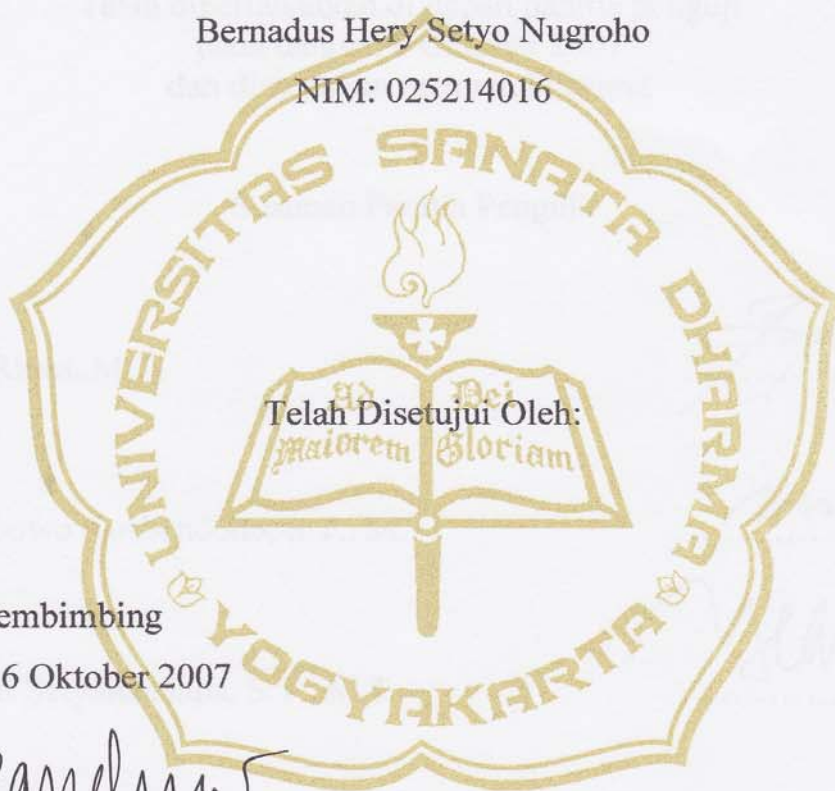 Bernadus Hery Setyo Nugroho
NIM: 025214016
UNIVERSITAS SANATA DHARMA
Ad Dei
Maiorem Gloriam
Telah Disetujui Oleh:
YOGYAKARTA
embimbing
6 Oktober 2007